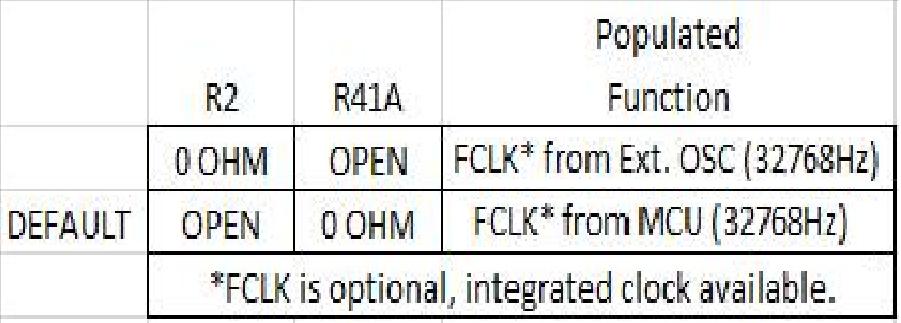 Populated
R2 R41A Function
0 OHM OPEN FCLK* from Ext. OSC (32768Hz)
DEFAULT OPEN 0 OHM FCLK* from MCU (32768Hz)
*FCLK is optional, integrated clock available.